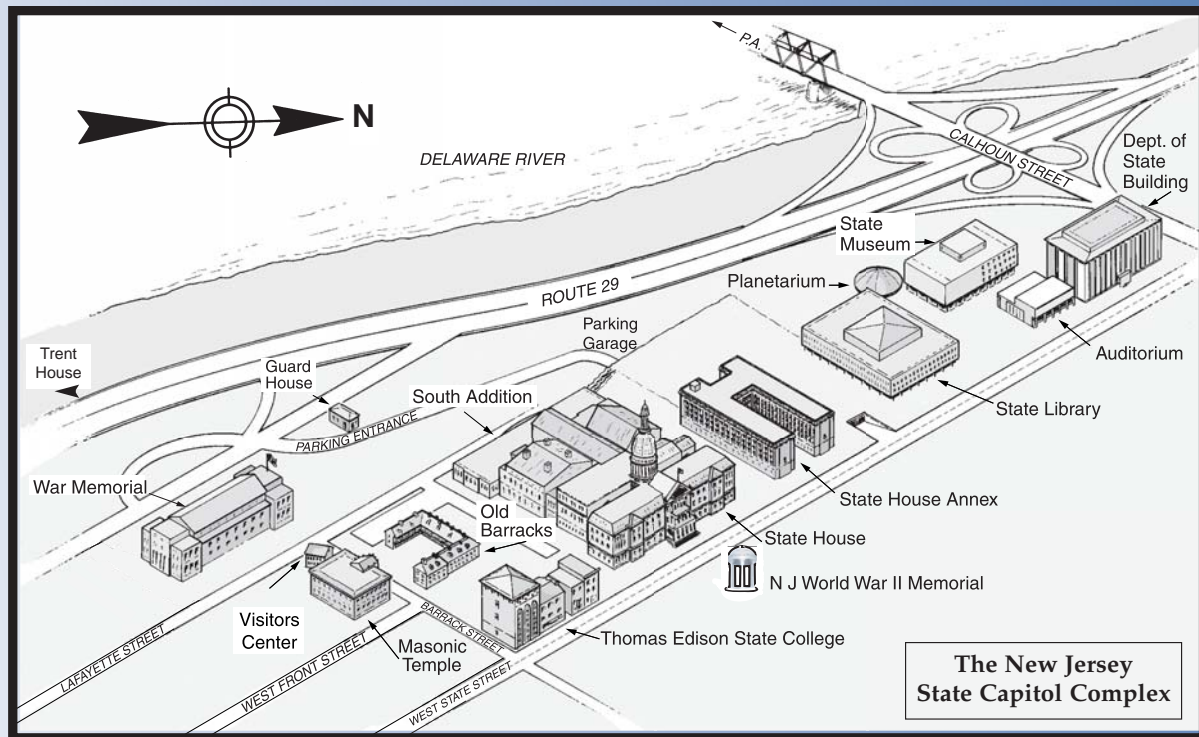 P.A.
N
DELAWARE RIVER
CALHOUN STREET
Dept. of
State
Building
State
Museum
Planetarium
ROUTE 29
Parking
Garage
Auditorium
Trent
House
Guard
House
South Addition
State Library
PARKING ENTRANCE
War Memorial
State House Annex
Old
Barracks
State House
N J World War II Memorial
Visitors
Center
BARRACK STREET
Masonic
Temple
Thomas Edison State College
LAFAYETTE STREET
WEST FRONT STREET
WEST STATE STREET
The New Jersey
State Capitol Complex